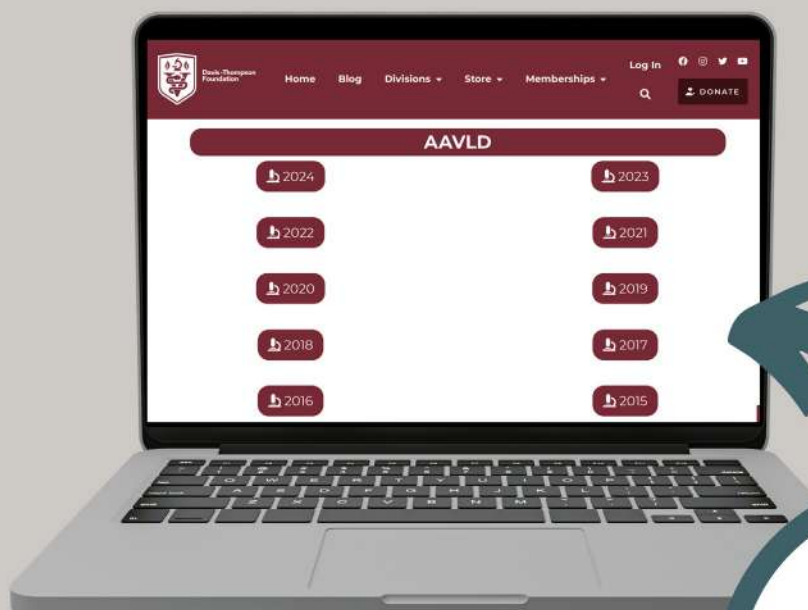 Davis-Thompson
Foundation
Home Blog Divisions Store Memberships
Log In
DONATE
AAVLD
2024 2023
2022 2021
2020 2019
2018 2017
2016 2015